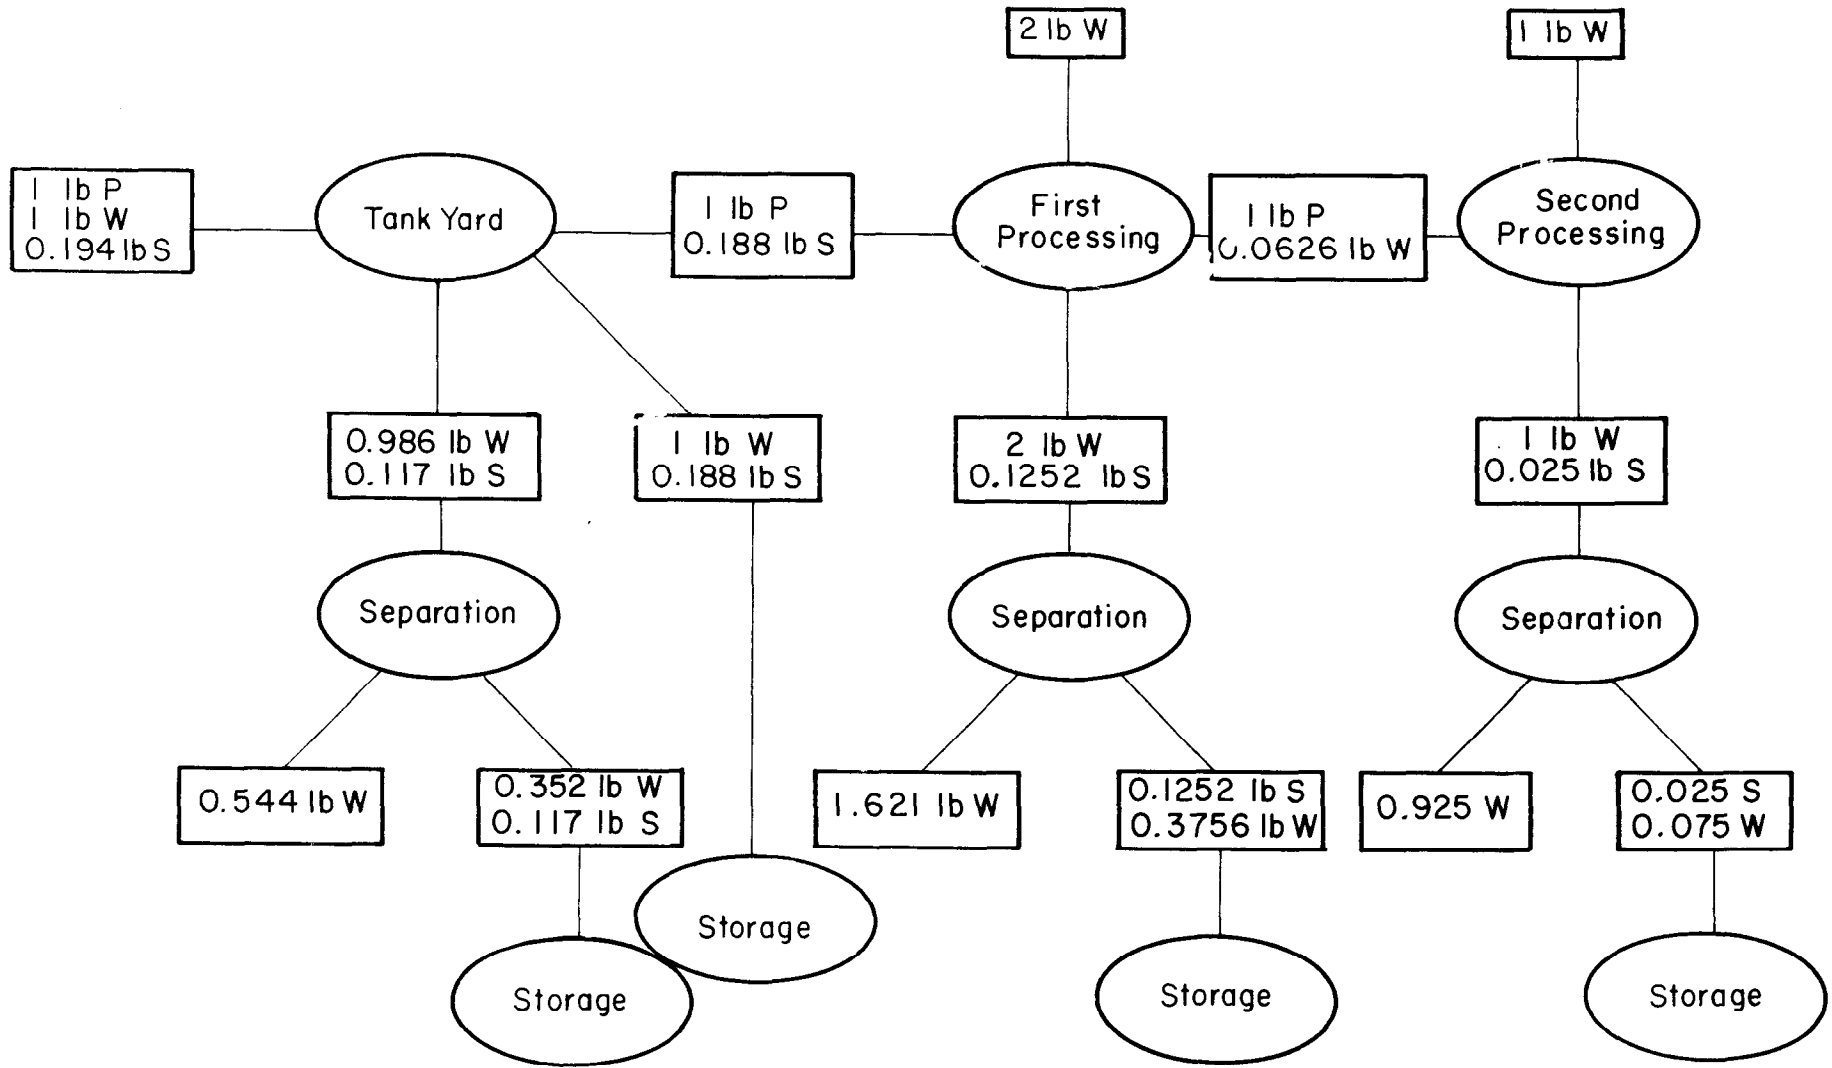 2 lb W
1 lb W
1 lb P
1 lb W
0.194 lb S
Tank Yard
1 lb P
0.188 lb S
First
Processing
1 lb P
0.0626 lb W
Second
Processing
0.986 lb W
0.117 lb S
1 lb W
0.188 lb S
2 lb W
0.1252 lb S
1 lb W
0.025 lb S
Separation
Separation
Separation
0.544 lb W
0.352 lb W
0.117 lb S
1.621 lb W
0.1252 lb S
0.3756 lb W
0.925 W
0.025 S
0.075 W
Storage
Storage
Storage
Storage